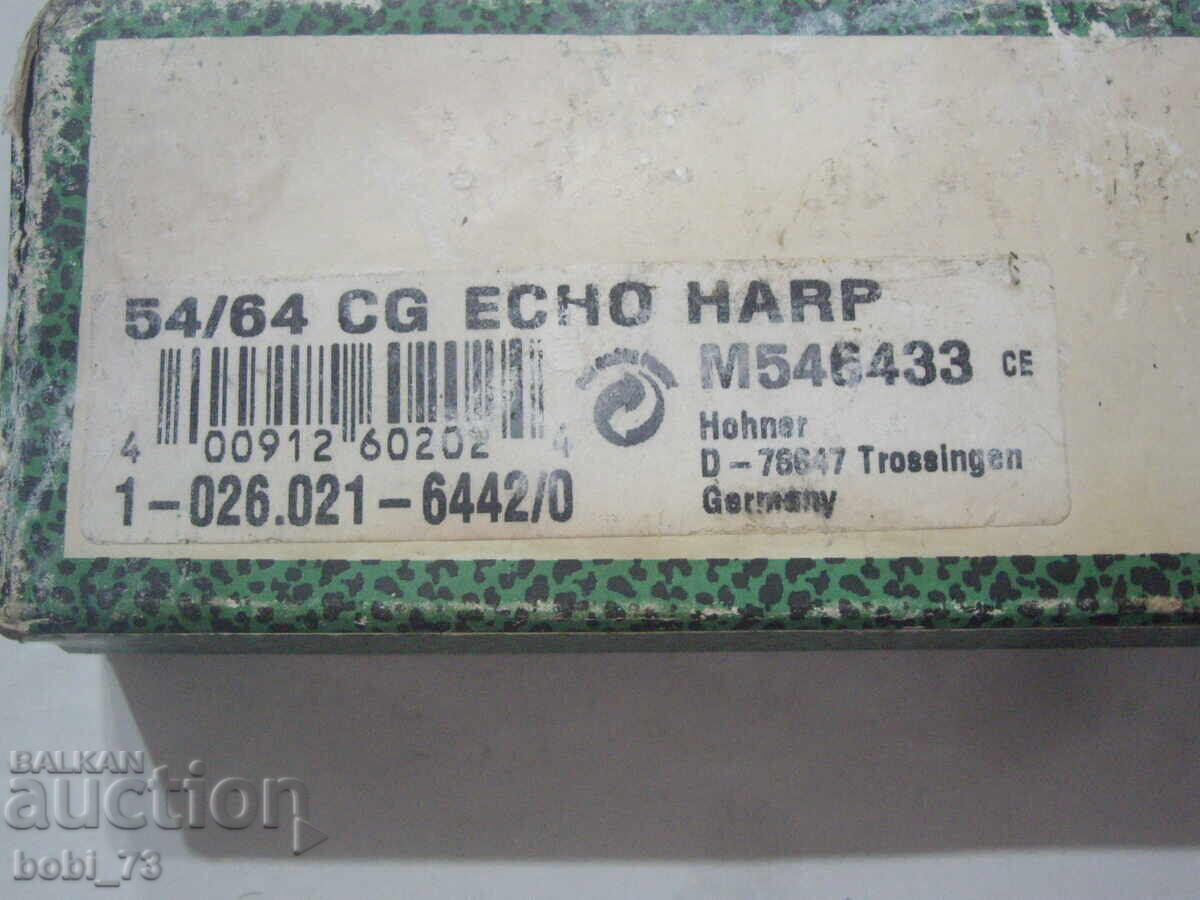 54/64 CG ECHO HARP
M546433 CE
4 00912 60202 4
Hohner
D-78647 Trossingen
Germany
1-026.021-6442/0
BALKAN
auction
bobi_73